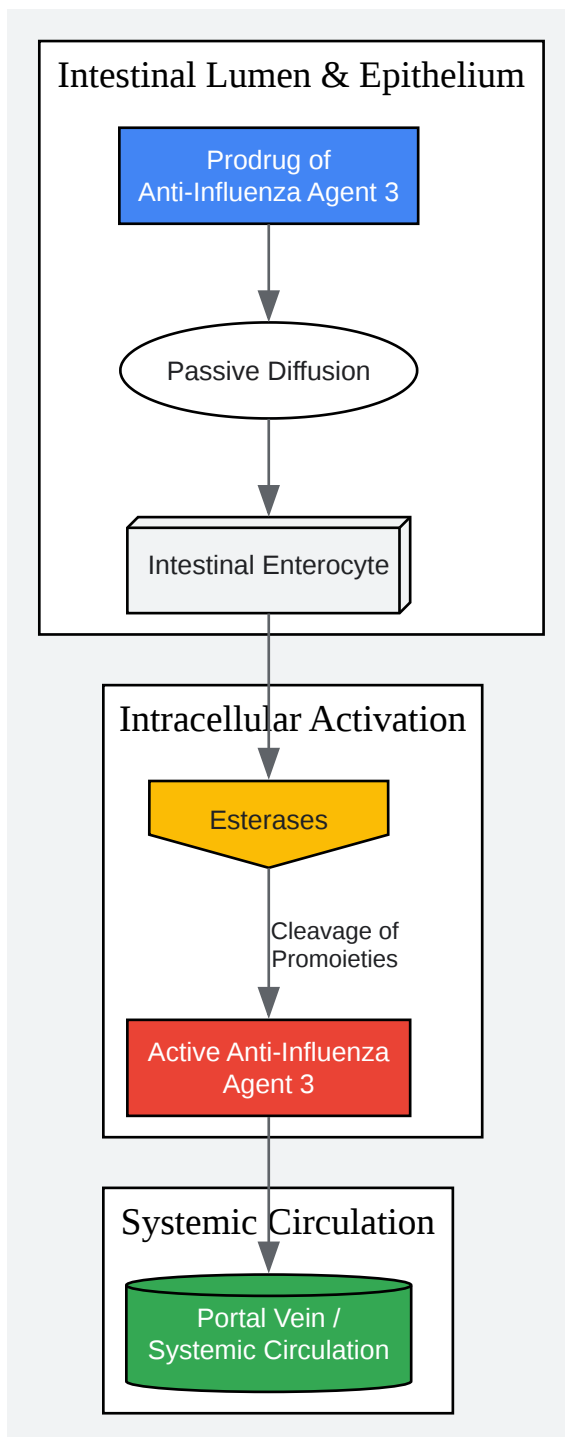 Intestinal Lumen & Epithelium
Prodrug of
Anti-Influenza Agent 3
Passive Diffusion
Intestinal Enterocyte
Intracellular Activation
Esterases
Cleavage of
Promoieties
Active Anti-Influenza
Agent 3
Systemic Circulation
Portal Vein /
Systemic Circulation